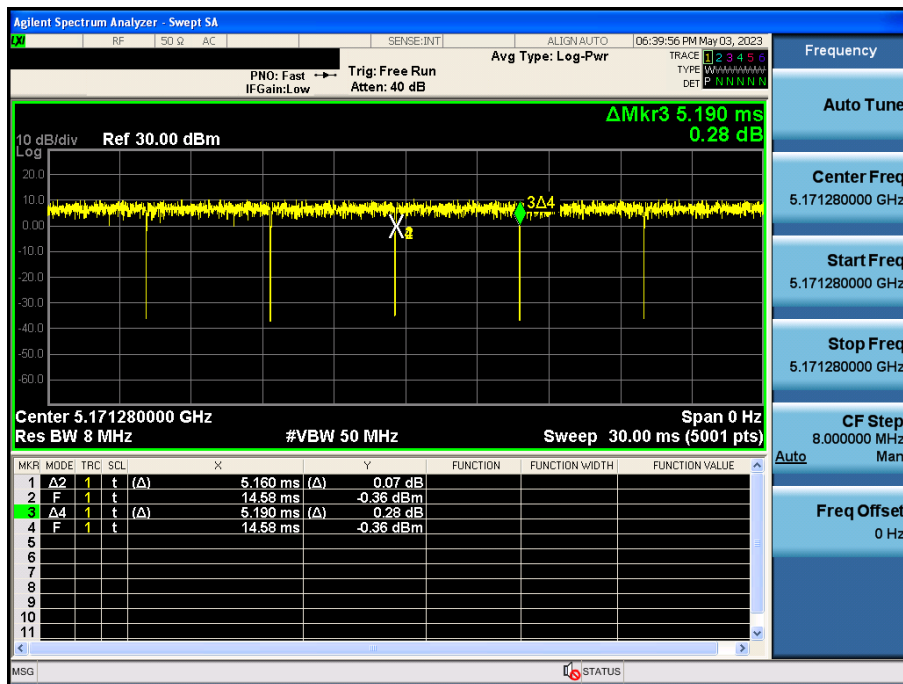 Agilent Spectrum Analyzer - Swept SA
LXI RF 50 Ω AC SENSE:INT ALIGN AUTO 06:39:56 PM May 03, 2023
PNO: Fast Trig: Free Run Avg Type: Log-Pwr TRACE 1 2 3 4 5 6
IFGain:Low Atten: 40 dB TYPE WWWWWW
DET P N N N N N
ΔMkr3 5.190 ms
0.28 dB
10 dB/div Ref 30.00 dBm
Log
20.0
10.0
0.00
-10.0
-20.0
-30.0
-40.0
-50.0
-60.0
3Δ4
Center 5.171280000 GHz Span 0 Hz
Res BW 8 MHz #VBW 50 MHz Sweep 30.00 ms (5001 pts)
MKR MODE TRC SCL X Y FUNCTION FUNCTION WIDTH FUNCTION VALUE
1 Δ2 1 t (Δ) 5.160 ms (Δ) 0.07 dB
2 F 1 t 14.58 ms -0.36 dBm
3 Δ4 1 t (Δ) 5.190 ms (Δ) 0.28 dB
4 F 1 t 14.58 ms -0.36 dBm
5
6
7
8
9
10
11
MSG STATUS
Frequency
Auto Tune
Center Freq
5.171280000 GHz
Start Freq
5.171280000 GHz
Stop Freq
5.171280000 GHz
CF Step
8.000000 MHz
Auto Man
Freq Offset
0 Hz